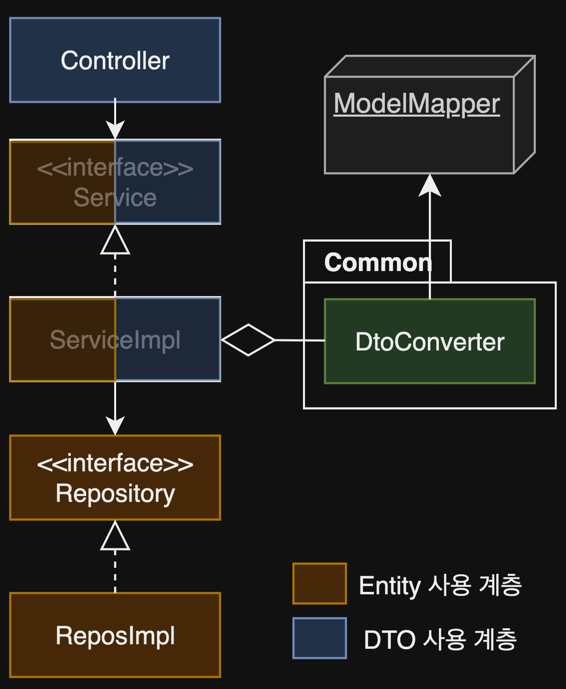 Controller
ModelMapper
<<interface>>
Service
Common
ServiceImpl
DtoConverter
<<interface>>
Repository
ReposImpl
Entity 사용 계층
DTO 사용 계층